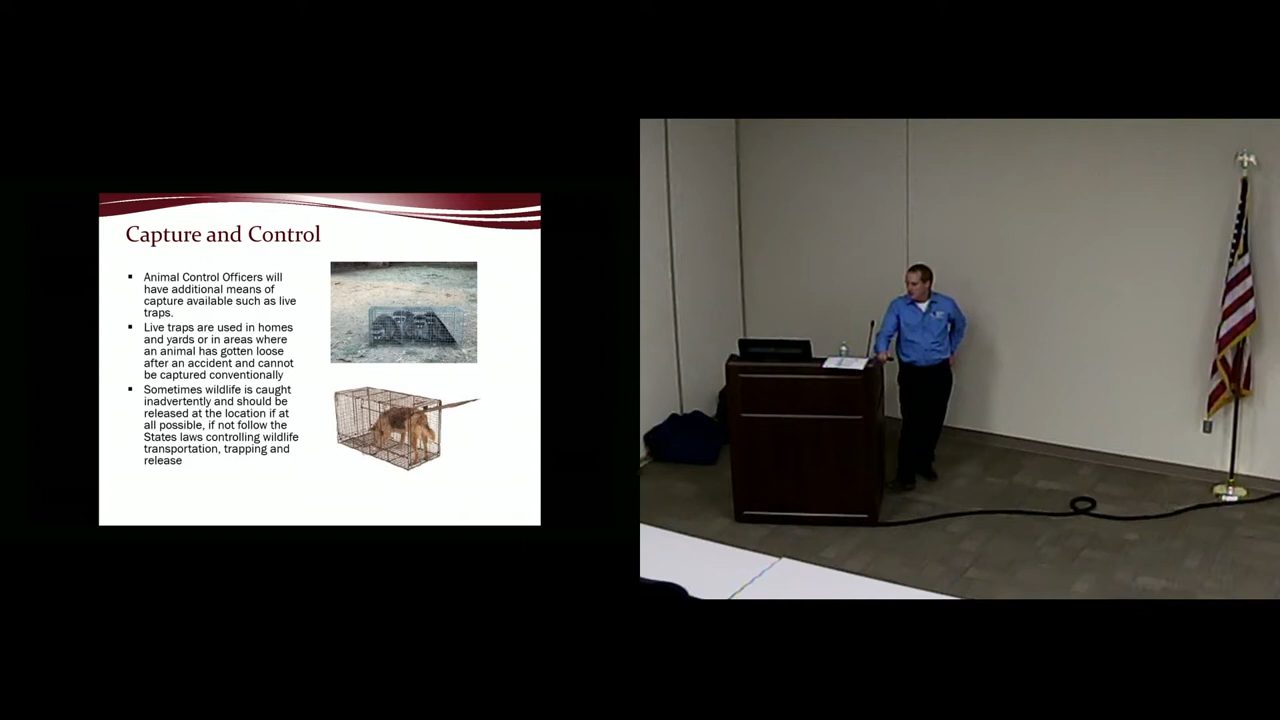 Capture and Control
Animal Control Officers will
have additional means of
capture available such as live
traps.
Live traps are used in homes
and yards or in areas where
an animal has gotten loose
after an accident and cannot
be captured conventionally
Sometimes wildlife is caught
inadvertently and should be
released at the location if at
all possible, if not follow the
States laws controlling wildlife
transportation, trapping and
release